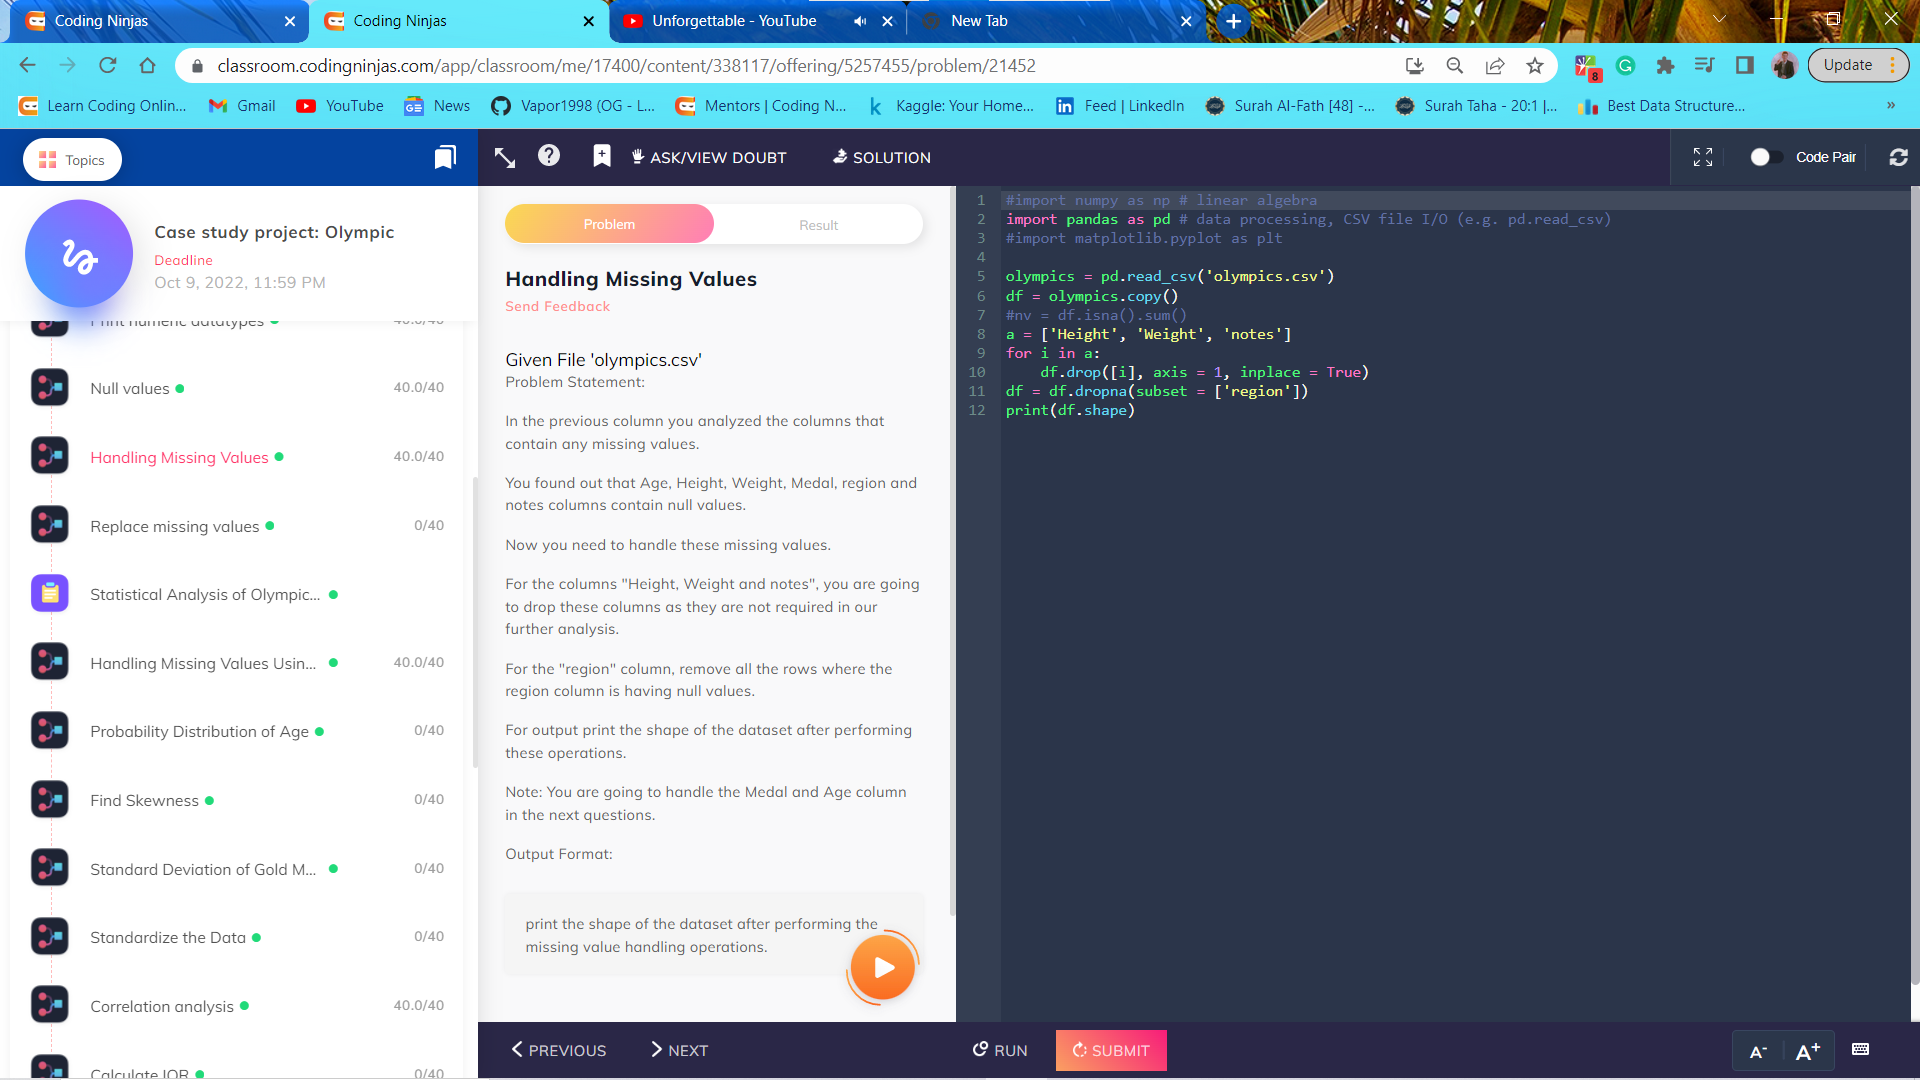 Coding Ninjas
Coding Ninjas
Unforgettable - YouTube
New Tab
classroom.codingninjas.com/app/classroom/me/17400/content/338117/offering/5257455/problem/21452
8
Update
Learn Coding Onlin...
Gmail
YouTube
News
Vapor1998 (OG - L...
Mentors | Coding N...
Kaggle: Your Home...
Feed | LinkedIn
Surah Al-Fath [48] -...
Surah Taha - 20:1 |...
Best Data Structure...
»
Topics
ASK/VIEW DOUBT
SOLUTION
Code Pair
Case study project: Olympic
Deadline
Oct 9, 2022, 11:59 PM
Print numeric datatypes
40.0/40
Null values
40.0/40
Handling Missing Values
40.0/40
Replace missing values
0/40
Statistical Analysis of Olympic...
Handling Missing Values Usin...
40.0/40
Probability Distribution of Age
0/40
Find Skewness
0/40
Standard Deviation of Gold M...
0/40
Standardize the Data
0/40
Correlation analysis
40.0/40
Calculate IQR
0/40
Problem
Result
Handling Missing Values
Send Feedback
Given File 'olympics.csv'
Problem Statement:
In the previous column you analyzed the columns that
contain any missing values.
You found out that Age, Height, Weight, Medal, region and
notes columns contain null values.
Now you need to handle these missing values.
For the columns "Height, Weight and notes", you are going
to drop these columns as they are not required in our
further analysis.
For the "region" column, remove all the rows where the
region column is having null values.
For output print the shape of the dataset after performing
these operations.
Note: You are going to handle the Medal and Age column
in the next questions.
Output Format:
print the shape of the dataset after performing the
missing value handling operations.
1 #import numpy as np # linear algebra
2 import pandas as pd # data processing, CSV file I/O (e.g. pd.read_csv)
3 #import matplotlib.pyplot as plt
4
5 olympics = pd.read_csv('olympics.csv')
6 df = olympics.copy()
7 #nv = df.isna().sum()
8 a = ['Height', 'Weight', 'notes']
9 for i in a:
10     df.drop([i], axis = 1, inplace = True)
11 df = df.dropna(subset = ['region'])
12 print(df.shape)
PREVIOUS
NEXT
RUN
SUBMIT
A-
A+